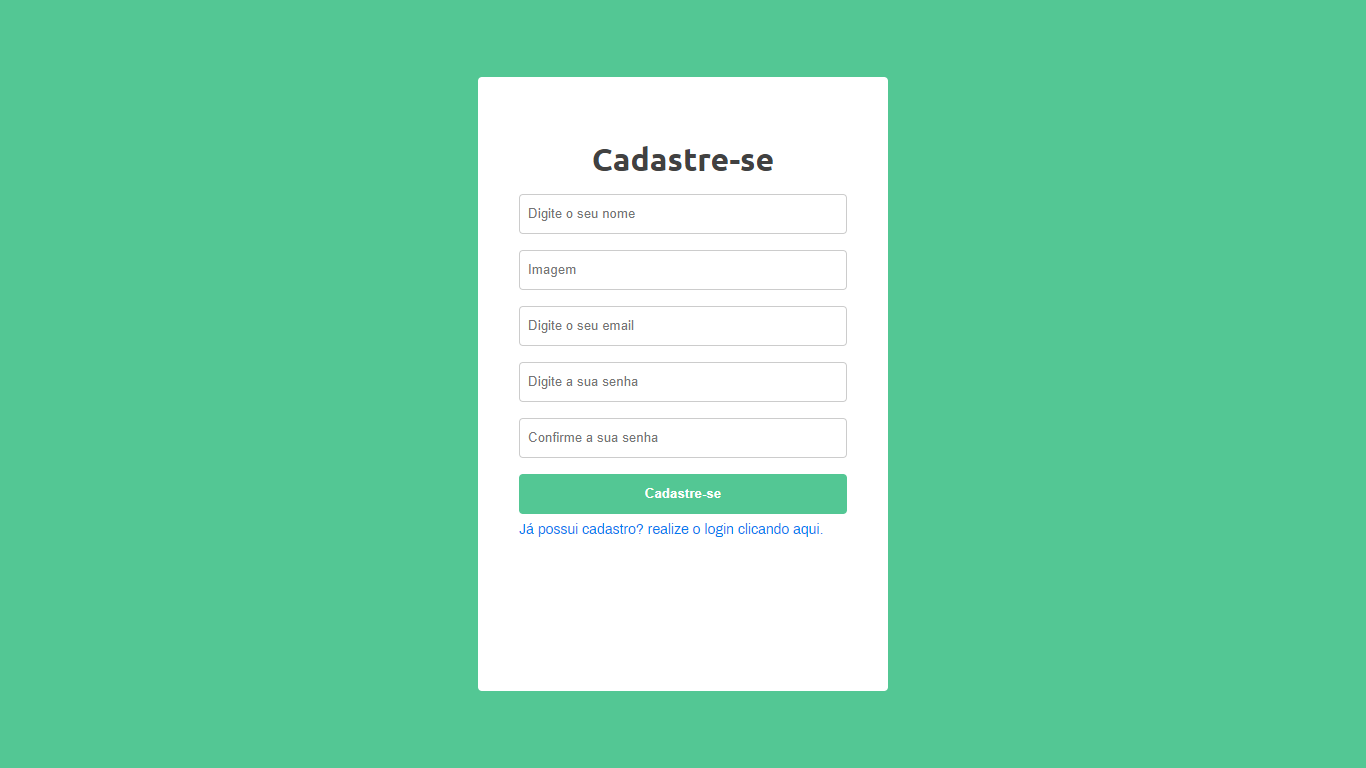 Cadastre-se
Digite o seu nome
Imagem
Digite o seu email
Digite a sua senha
Confirme a sua senha
Cadastre-se
Já possui cadastro? realize o login clicando aqui.